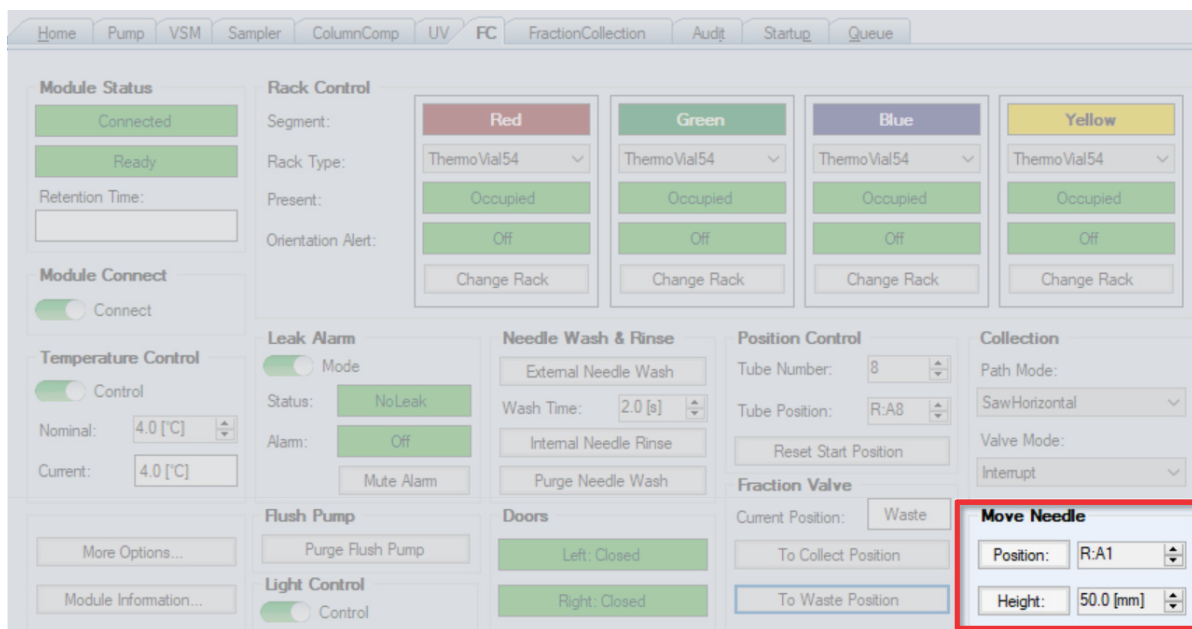 Home Pump VSM Sampler ColumnComp UV FC FractionCollection Audit Startup Queue
Module Status
Connected
Ready
Retention Time:
Module Connect
Connect
Temperature Control
Control
Nominal: 4.0 [°C]
Current: 4.0 [°C]
More Options...
Module Information...
Rack Control
Segment: Red Green Blue Yellow
Rack Type: ThermoVial54 ThermoVial54 ThermoVial54 ThermoVial54
Present: Occupied Occupied Occupied Occupied
Orientation Alert: Off Off Off Off
Change Rack Change Rack Change Rack Change Rack
Leak Alarm
Mode
Status: NoLeak
Alarm: Off
Mute Alarm
Flush Pump
Purge Flush Pump
Light Control
Control
Needle Wash & Rinse
External Needle Wash
Wash Time: 2.0 [s]
Internal Needle Rinse
Purge Needle Wash
Doors
Left: Closed
Right: Closed
Position Control
Tube Number: 8
Tube Position: R:A8
Reset Start Position
Fraction Valve
Current Position: Waste
To Collect Position
To Waste Position
Collection
Path Mode:
SawHorizontal
Valve Mode:
Interrupt
Move Needle
Position: R:A1
Height: 50.0 [mm]